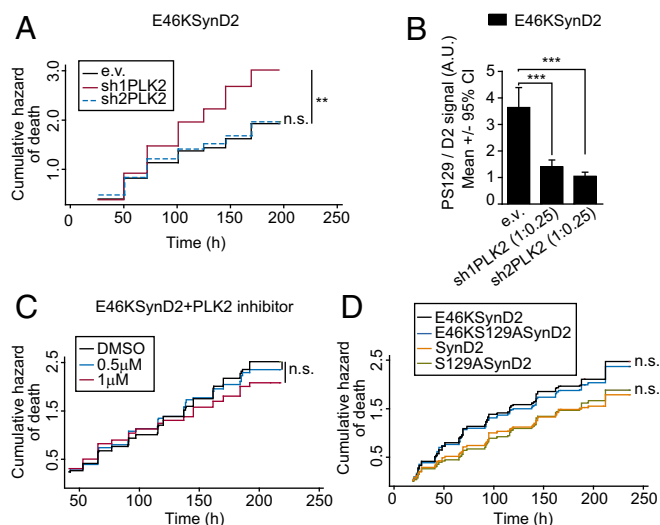 A
E46KSynD2
e.v.
sh1PLK2
sh2PLK2
Cumulative hazard
of death
3.0
2.0
1.0
n.s.
**
0 50 100 150 200 250
Time (h)
B
E46KSynD2
PS129 / D2 signal (A.U.)
Mean +/- 95% CI
5
4
3
2
1
0
***
***
e.v.
sh1PLK2 (1:0.25)
sh2PLK2 (1:0.25)
C
E46KSynD2+PLK2 inhibitor
DMSO
0.5µM
1µM
Cumulative hazard
of death
2.5
1.5
0.5
n.s.
50 100 150 200 250
Time (h)
D
E46KSynD2
E46KS129ASynD2
SynD2
S129ASynD2
Cumulative hazard
of death
2.5
1.5
0.5
n.s.
n.s.
0 50 100 150 200 250
Time (h)